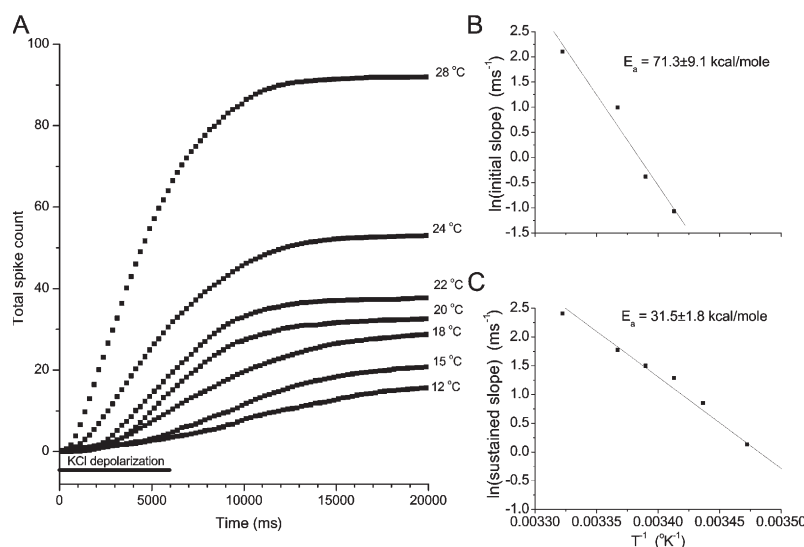 A
100
80
60
40
20
0
28 °C
24 °C
22 °C
20 °C
18 °C
15 °C
12 °C
KCl depolarization
0 5000 10000 15000 20000
Time (ms)
Total spike count
B
2.5
2.0
1.5
1.0
0.5
0.0
-0.5
-1.0
-1.5
ln(initial slope) (ms⁻¹)
Eₐ = 71.3±9.1 kcal/mole
C
2.5
2.0
1.5
1.0
0.5
0.0
-0.5
-1.0
ln(sustained slope) (ms⁻¹)
Eₐ = 31.5±1.8 kcal/mole
0.00330 0.00335 0.00340 0.00345 0.00350
T⁻¹ (°K⁻¹)